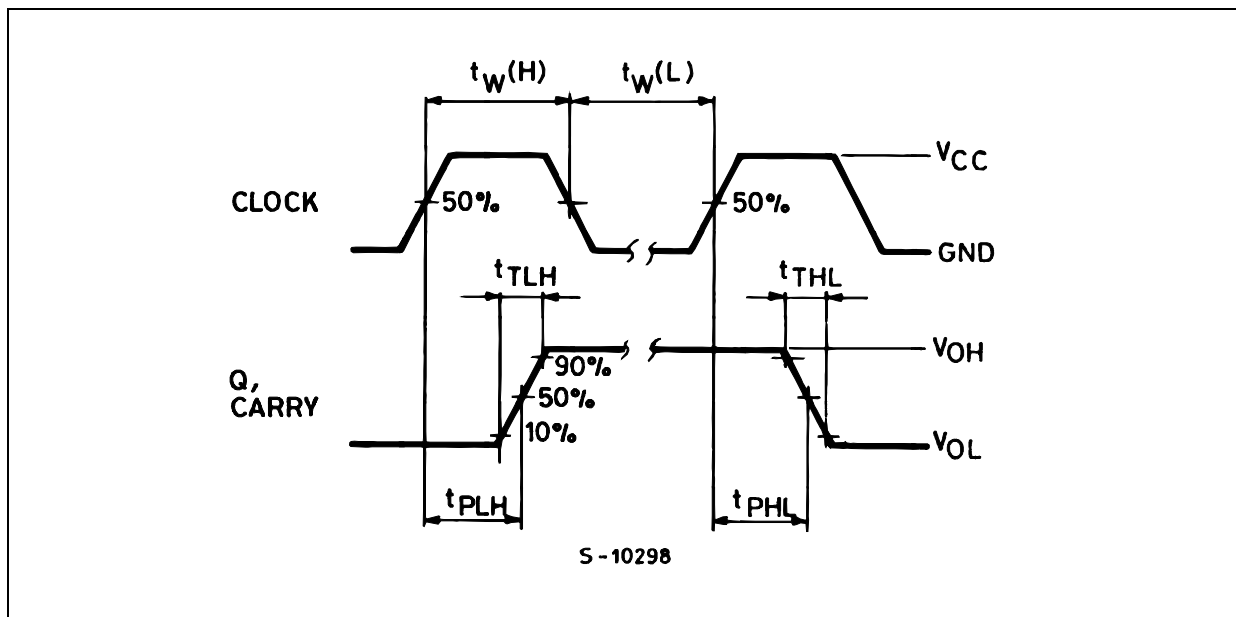 tW(H) tW(L)
VCC
CLOCK 50% 50%
GND
tTLH tTHL
VOH
90%
Q,
CARRY
50%
10%
VOL
tPLH tPHL
S-10298